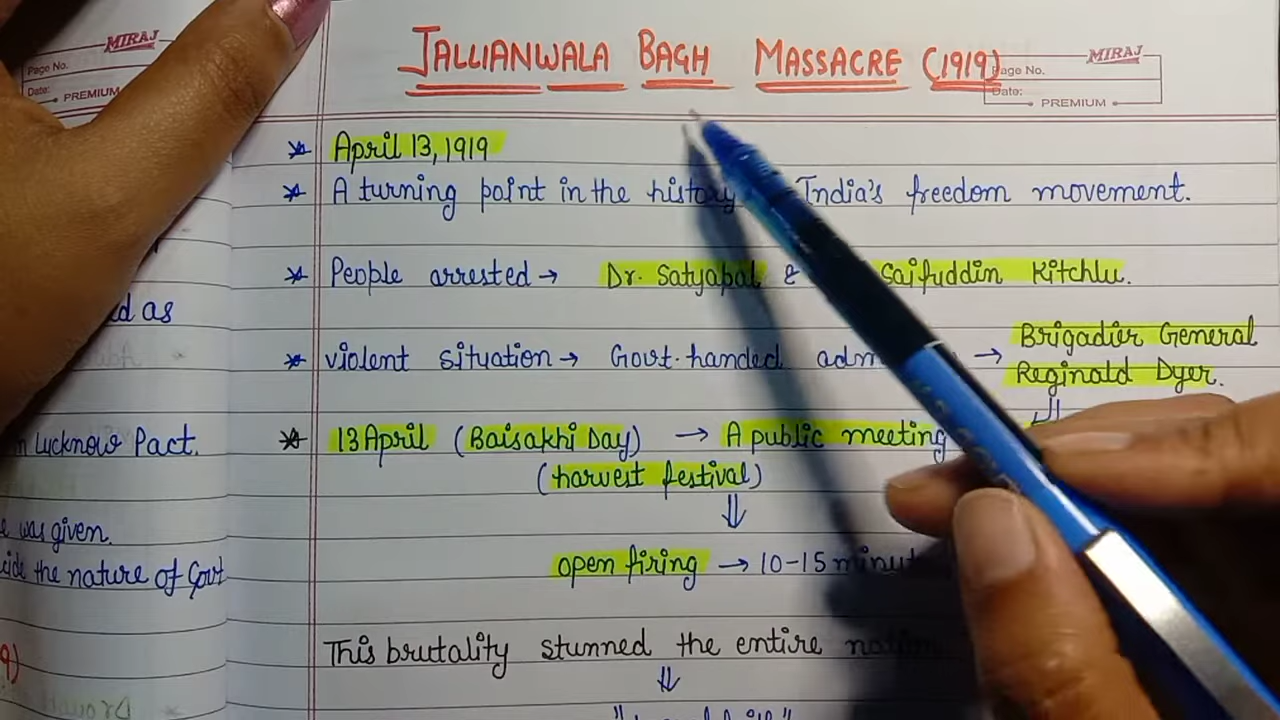 MIRAJ
Page No.
Date:
PREMIUM
JALLIANWALA BAGH MASSACRE (1919)
MIRAJ
Page No.
Date:
PREMIUM
* April 13, 1919
* A turning point in the history India's freedom movement.
* People arrested → Dr. Satyapal & Saifuddin Kitchlu.
as
* violent situation → Govt. handed → Brigadier General
Reginald Dyer.
⇓
Lucknow Pact.
* 13 April (Baisakhi Day) → A public meeting
(harvest festival)
⇓
was given.
open firing → 10-15
the nature of Govt
This brutality stunned the entire
⇓